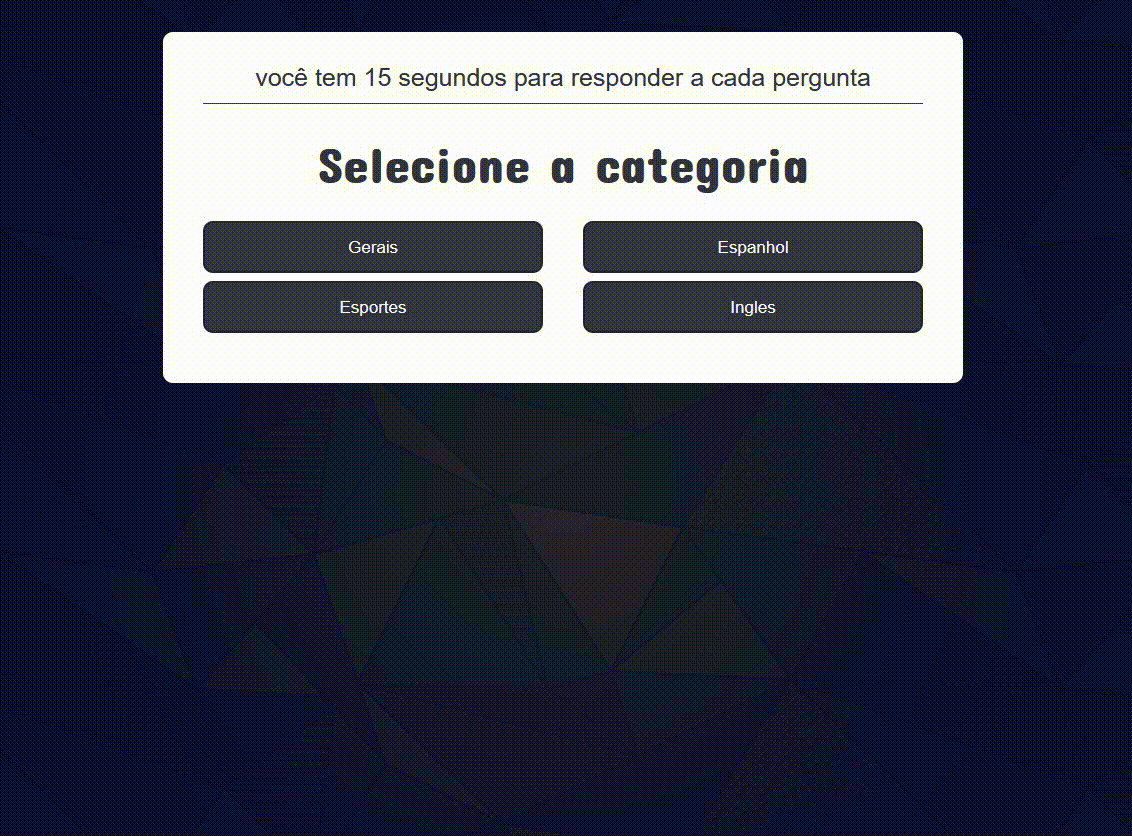 você tem 15 segundos para responder a cada pergunta
Selecione a categoria
Gerais
Espanhol
Esportes
Ingles